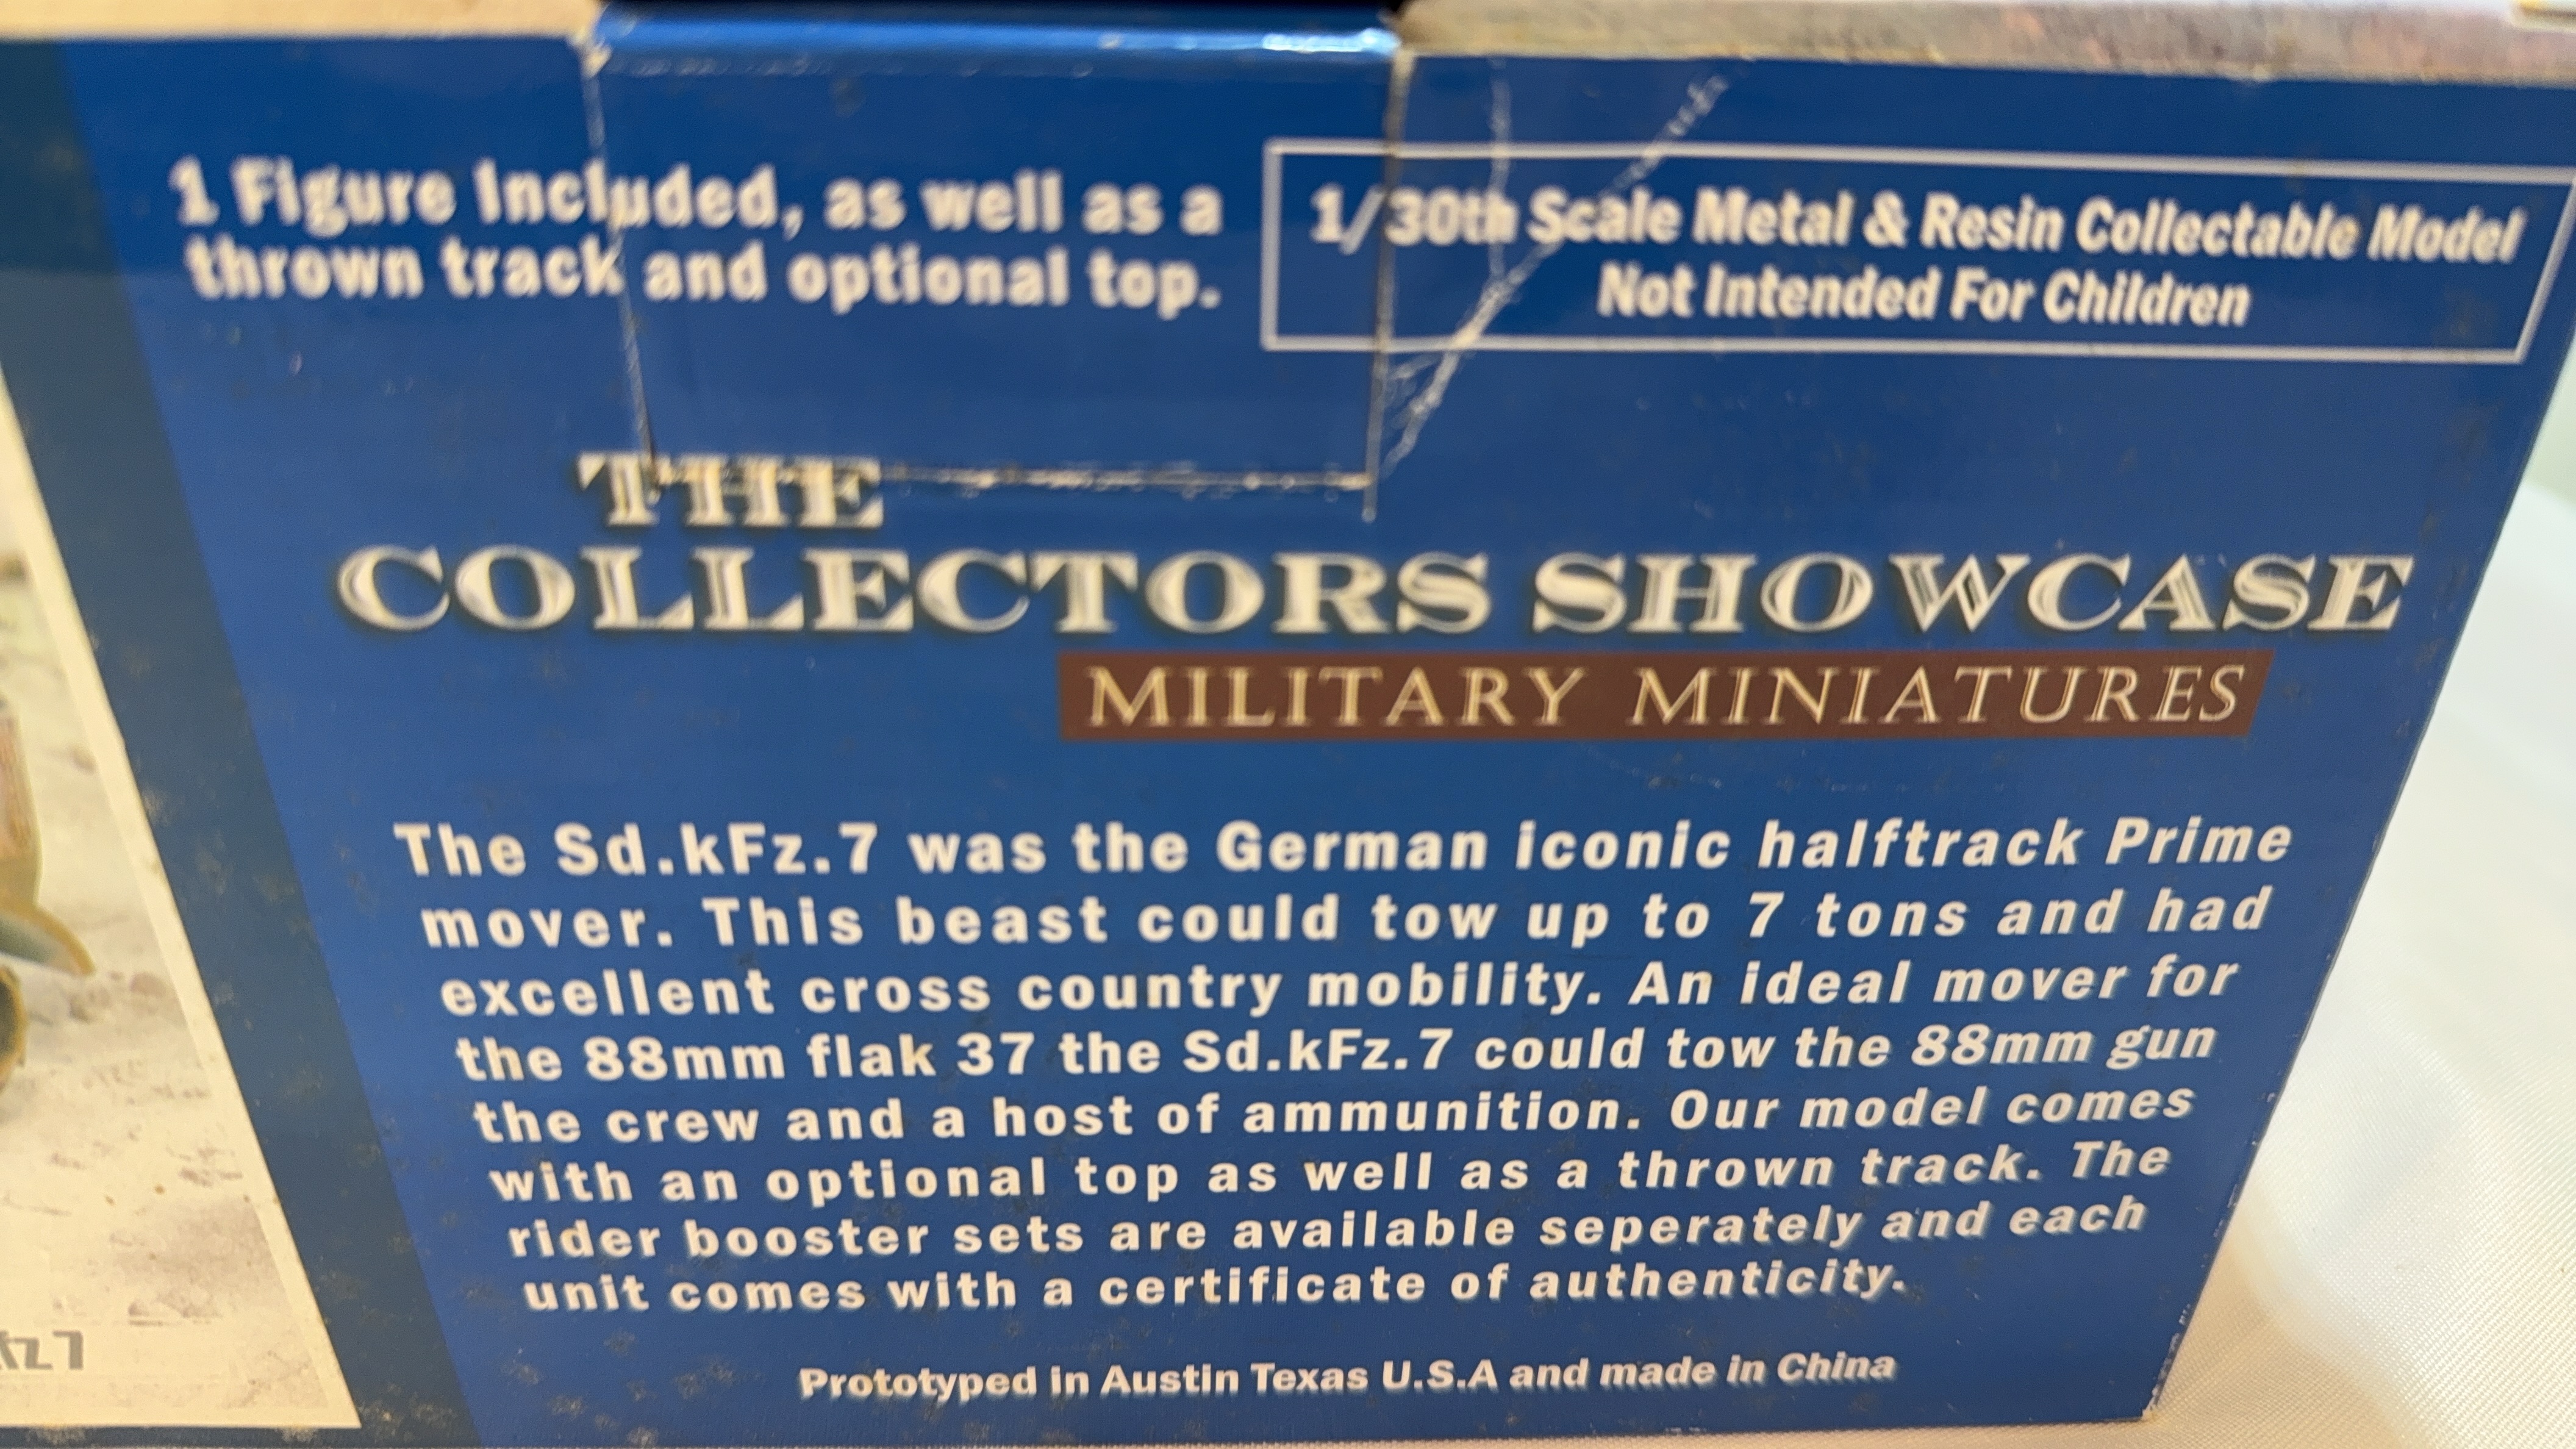 1 Figure Included, as well as a
thrown track and optional top.
1/30th Scale Metal & Resin Collectable Model
Not Intended For Children
THE
COLLECTORS SHOWCASE
MILITARY MINIATURES
The Sd.kFz.7 was the German iconic halftrack Prime
mover. This beast could tow up to 7 tons and had
excellent cross country mobility. An ideal mover for
the 88mm flak 37 the Sd.kFz.7 could tow the 88mm gun
the crew and a host of ammunition. Our model comes
with an optional top as well as a thrown track. The
rider booster sets are available seperately and each
unit comes with a certificate of authenticity.
Prototyped in Austin Texas U.S.A and made in China